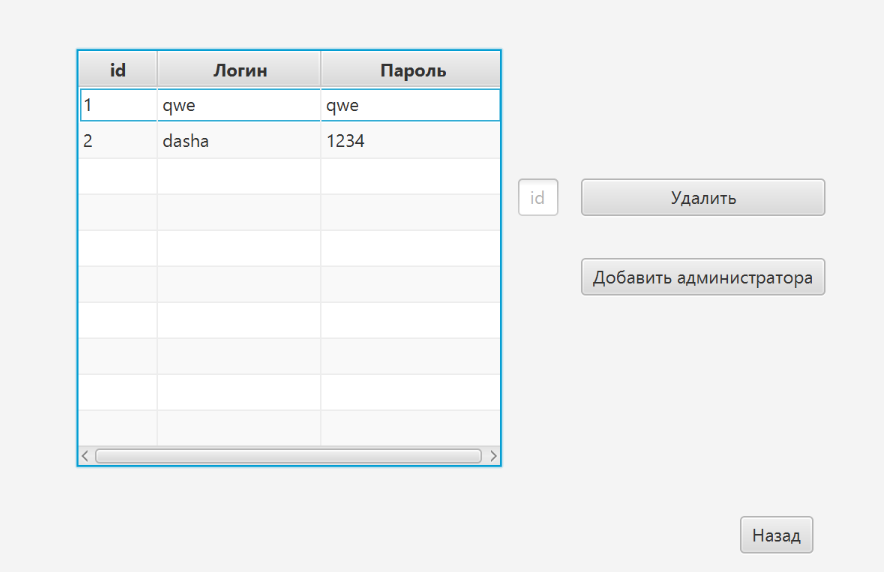 id Логин Пароль
1 qwe qwe
2 dasha 1234
id Удалить
Добавить администратора
Назад